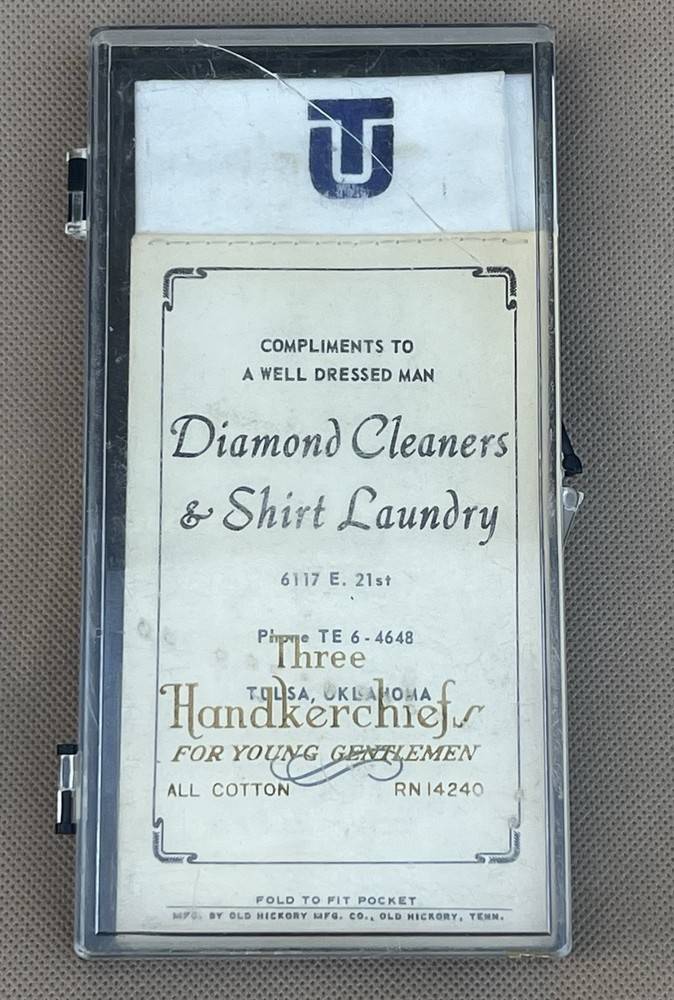 TU
COMPLIMENTS TO
A WELL DRESSED MAN
Diamond Cleaners
& Shirt Laundry
6117 E. 21st
Phone TE 6-4648
Three
TULSA, OKLAHOMA
Handkerchiefs
FOR YOUNG GENTLEMEN
ALL COTTON RN14240
FOLD TO FIT POCKET
MFG. BY OLD HICKORY MFG. CO., OLD HICKORY, TENN.